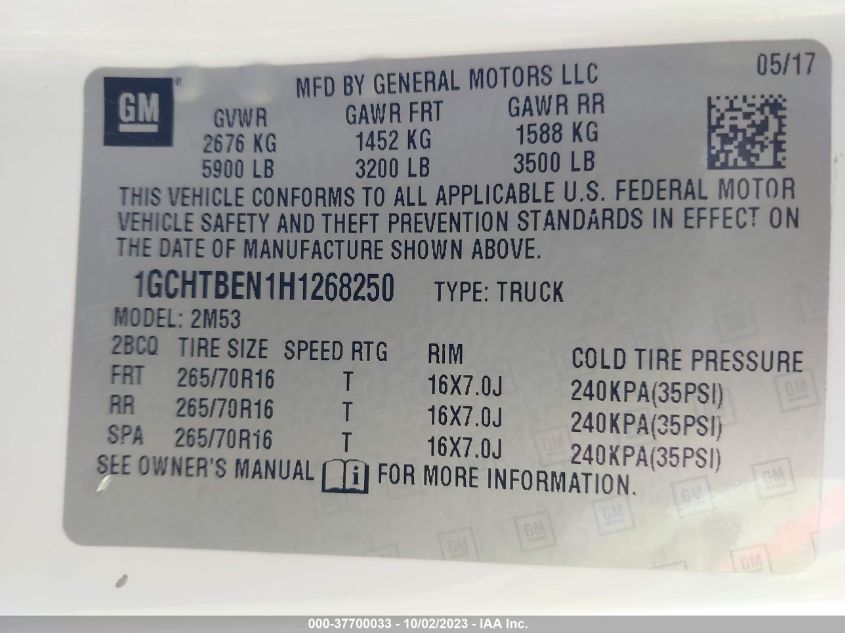 GM ®
MFD BY GENERAL MOTORS LLC 05/17
GVWR GAWR FRT GAWR RR
2676 KG 1452 KG 1588 KG
5900 LB 3200 LB 3500 LB
THIS VEHICLE CONFORMS TO ALL APPLICABLE U.S. FEDERAL MOTOR
VEHICLE SAFETY AND THEFT PREVENTION STANDARDS IN EFFECT ON
THE DATE OF MANUFACTURE SHOWN ABOVE.
1GCHTBEN1H1268250 TYPE: TRUCK
MODEL: 2M53
2BCQ TIRE SIZE SPEED RTG RIM COLD TIRE PRESSURE
FRT 265/70R16 T 16X7.0J 240KPA(35PSI)
RR 265/70R16 T 16X7.0J 240KPA(35PSI)
SPA 265/70R16 T 16X7.0J 240KPA(35PSI)
SEE OWNER'S MANUAL i FOR MORE INFORMATION.
000-37700033 - 10/02/2023 - IAA Inc.